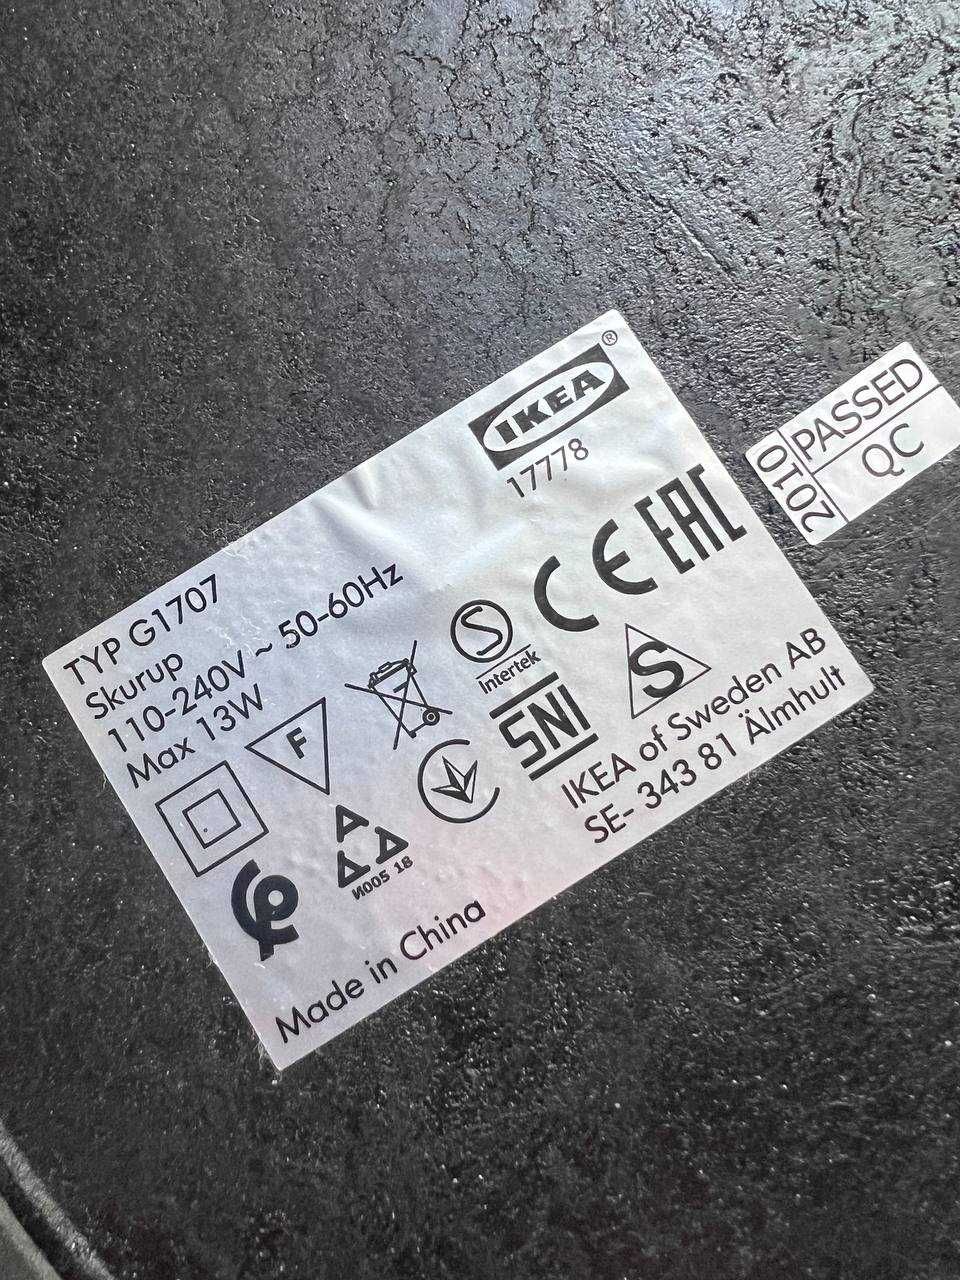 IKEA®
17778
TYP G1707
Skurup
110-240V ~ 50-60Hz
Max 13W
F
S
Intertek
CE EAC
SNI
S
IKEA of Sweden AB
SE- 343 81 Älmhult
И005 18
Made in China
2010
PASSED
QC